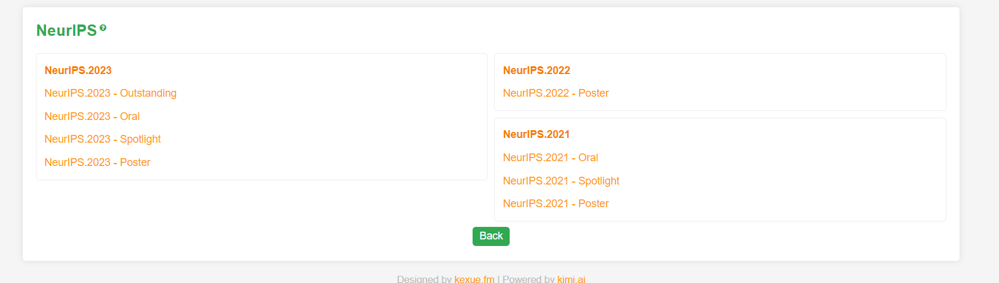 NeurIPS
NeurIPS.2023
NeurIPS.2023 - Outstanding
NeurIPS.2023 - Oral
NeurIPS.2023 - Spotlight
NeurIPS.2023 - Poster
NeurIPS.2022
NeurIPS.2022 - Poster
NeurIPS.2021
NeurIPS.2021 - Oral
NeurIPS.2021 - Spotlight
NeurIPS.2021 - Poster
Back
Designed by kexue.fm | Powered by kimi.ai